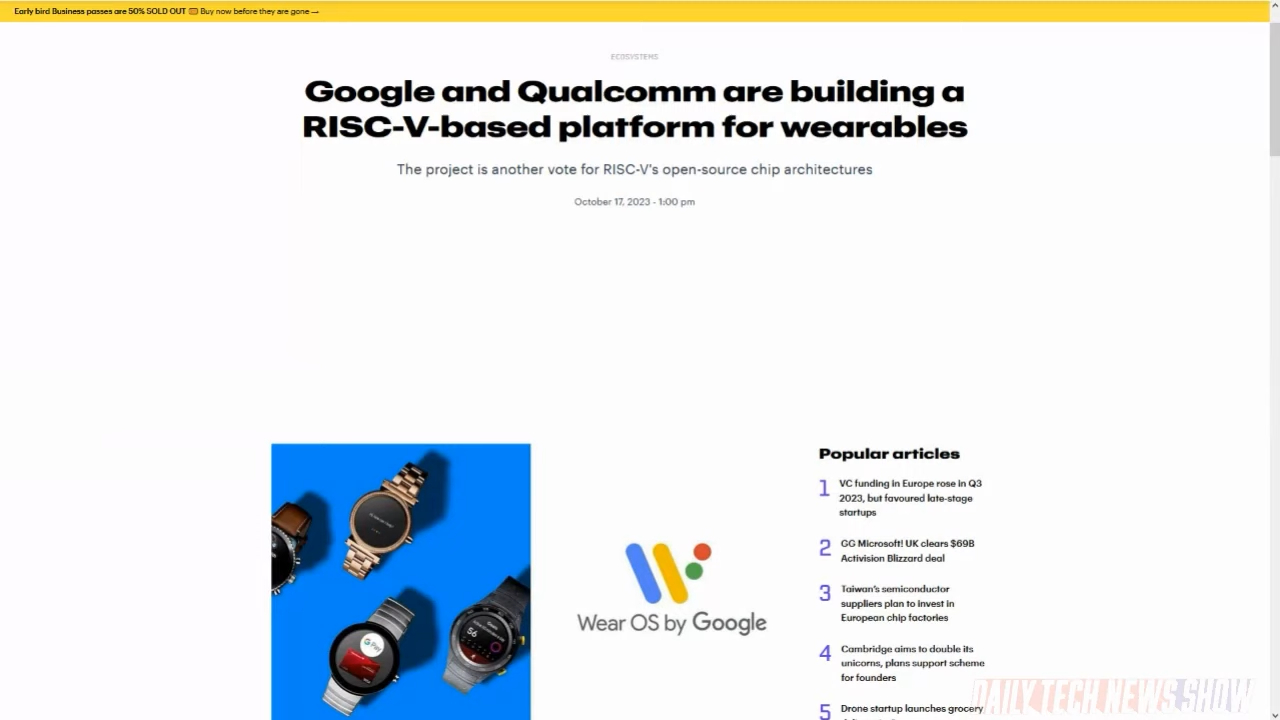 Early bird Business passes are 50% SOLD OUT Buy now before they are gone →
ECOSYSTEMS
Google and Qualcomm are building a
RISC-V-based platform for wearables
The project is another vote for RISC-V's open-source chip architectures
October 17, 2023 - 1:00 pm
Wear OS by Google
G Pay
56
Popular articles
1
VC funding in Europe rose in Q3
2023, but favoured late-stage
startups
2
GG Microsoft! UK clears $69B
Activision Blizzard deal
3
Taiwan's semiconductor
suppliers plan to invest in
European chip factories
4
Cambridge aims to double its
unicorns, plans support scheme
for founders
5
Drone startup launches grocery
DAILY TECH NEWS SHOW